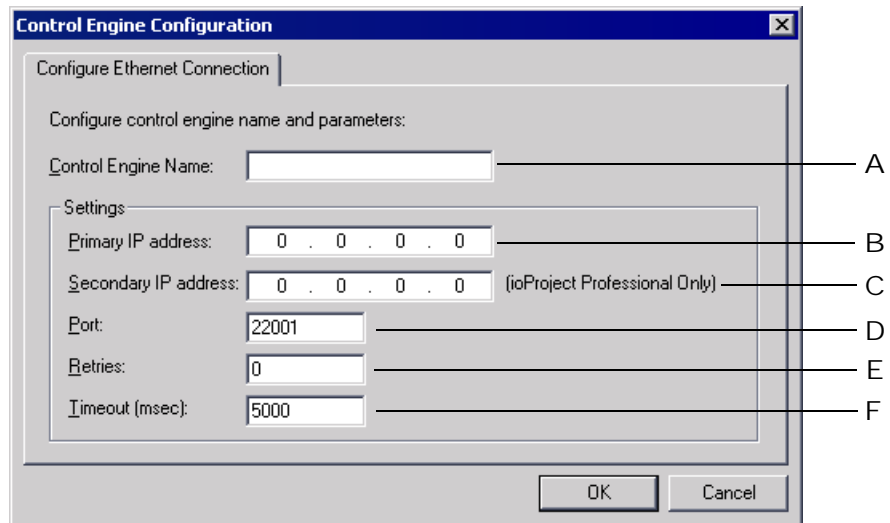 Control Engine Configuration
Configure Ethernet Connection
Configure control engine name and parameters:
Control Engine Name: A
Settings
Primary IP address: 0 . 0 . 0 . 0 B
Secondary IP address: 0 . 0 . 0 . 0 (ioProject Professional Only) C
Port: 22001 D
Retries: 0 E
Timeout (msec): 5000 F
OK Cancel